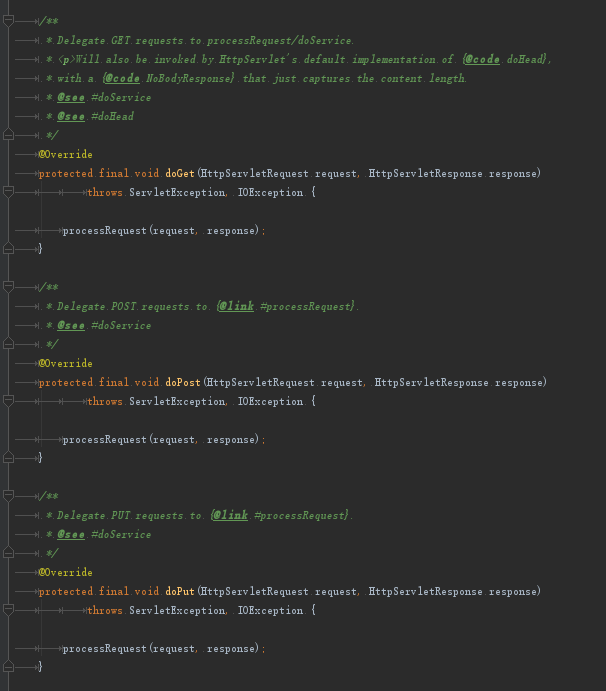 /**
 * Delegate GET requests to processRequest/doService.
 * <p>Will also be invoked by HttpServlet's default implementation of {@code doHead},
 * with a {@code NoBodyResponse} that just captures the content length.
 * @see #doService
 * @see #doHead
 */
@Override
protected final void doGet(HttpServletRequest request, HttpServletResponse response)
        throws ServletException, IOException {

    processRequest(request, response);
}

/**
 * Delegate POST requests to {@link #processRequest}.
 * @see #doService
 */
@Override
protected final void doPost(HttpServletRequest request, HttpServletResponse response)
        throws ServletException, IOException {

    processRequest(request, response);
}

/**
 * Delegate PUT requests to {@link #processRequest}.
 * @see #doService
 */
@Override
protected final void doPut(HttpServletRequest request, HttpServletResponse response)
        throws ServletException, IOException {

    processRequest(request, response);
}